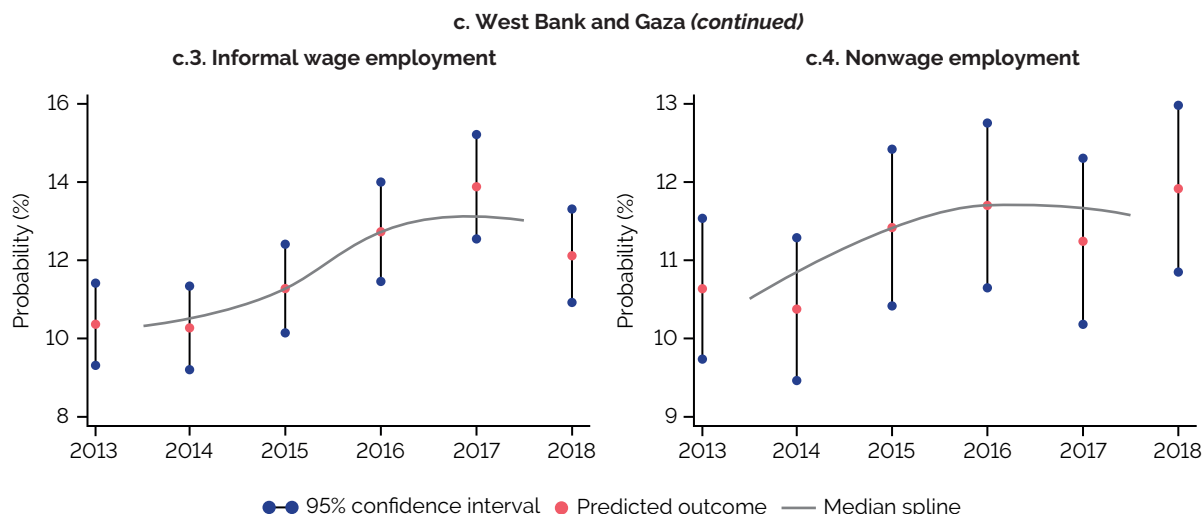 c. West Bank and Gaza (continued)
c.3. Informal wage employment
16
14
12
10
8
Probability (%)
2013 2014 2015 2016 2017 2018
c.4. Nonwage employment
13
12
11
10
9
Probability (%)
2013 2014 2015 2016 2017 2018
95% confidence interval Predicted outcome Median spline